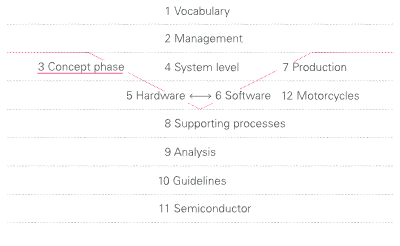 1 Vocabulary
2 Management
3 Concept phase 4 System level 7 Production
5 Hardware ⟷ 6 Software 12 Motorcycles
8 Supporting processes
9 Analysis
10 Guidelines
11 Semiconductor